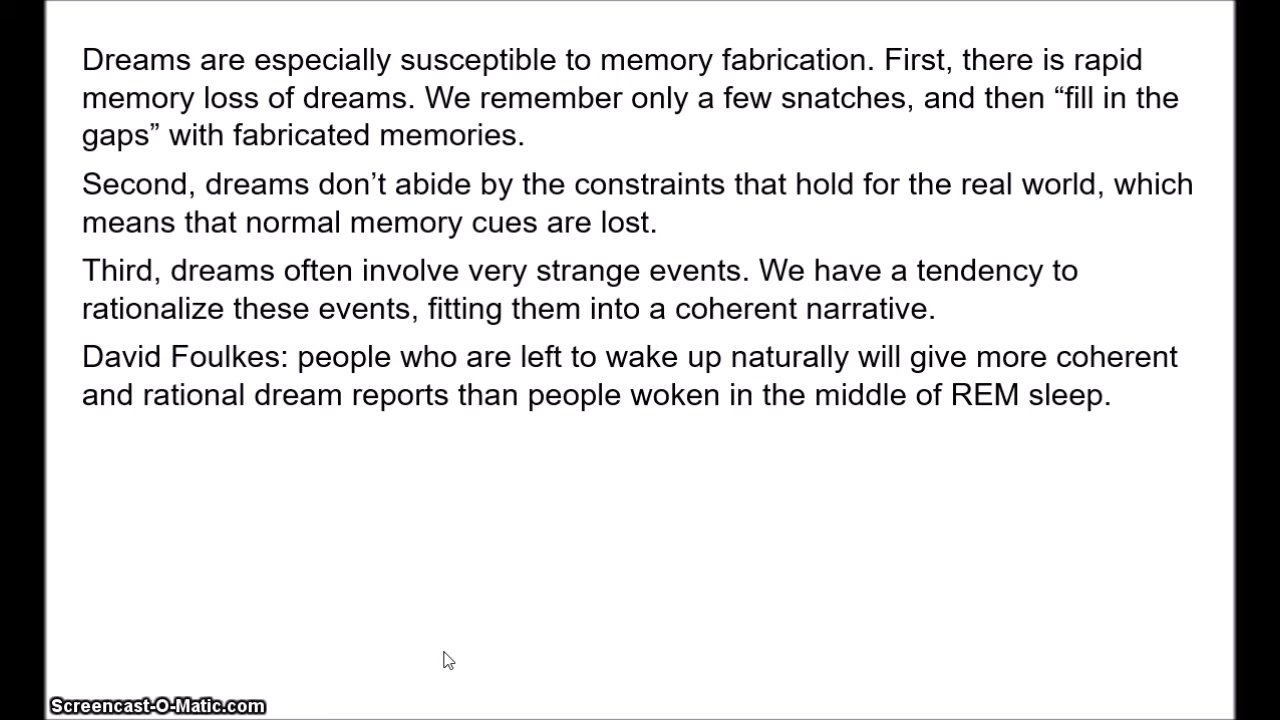 Dreams are especially susceptible to memory fabrication. First, there is rapid
memory loss of dreams. We remember only a few snatches, and then “fill in the
gaps” with fabricated memories.
Second, dreams don’t abide by the constraints that hold for the real world, which
means that normal memory cues are lost.
Third, dreams often involve very strange events. We have a tendency to
rationalize these events, fitting them into a coherent narrative.
David Foulkes: people who are left to wake up naturally will give more coherent
and rational dream reports than people woken in the middle of REM sleep.
Screencast-O-Matic.com